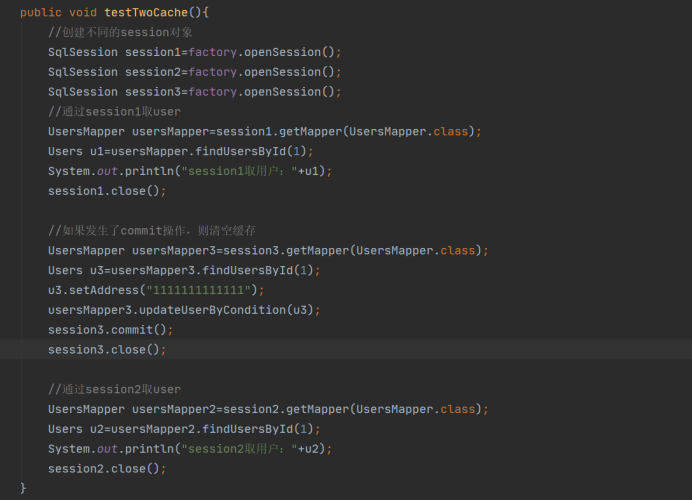 public void testTwoCache(){
//创建不同的session对象
SqlSession session1=factory.openSession();
SqlSession session2=factory.openSession();
SqlSession session3=factory.openSession();
//通过session1取user
UsersMapper usersMapper=session1.getMapper(UsersMapper.class);
Users u1=usersMapper.findUsersById(1);
System.out.println("session1取用户："+u1);
session1.close();
//如果发生了commit操作，则清空缓存
UsersMapper usersMapper3=session3.getMapper(UsersMapper.class);
Users u3=usersMapper3.findUsersById(1);
u3.setAddress("1111111111111");
usersMapper3.updateUserByCondition(u3);
session3.commit();
session3.close();
//通过session2取user
UsersMapper usersMapper2=session2.getMapper(UsersMapper.class);
Users u2=usersMapper2.findUsersById(1);
System.out.println("session2取用户："+u2);
session2.close();
}